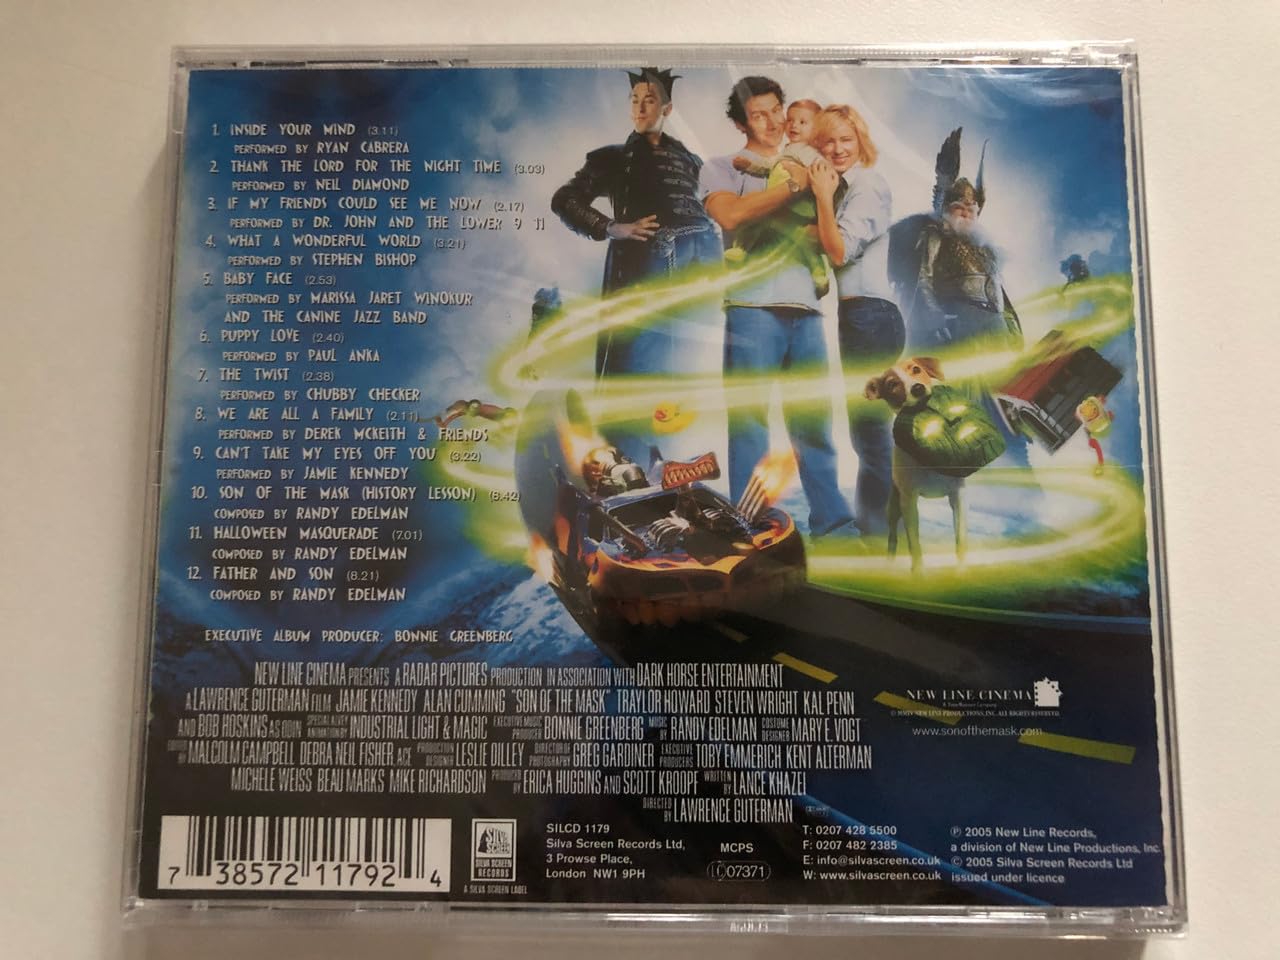 1. INSIDE YOUR MIND (3.11)
PERFORMED BY RYAN CABRERA
2. THANK THE LORD FOR THE NIGHT TIME (3.03)
PERFORMED BY NEIL DIAMOND
3. IF MY FRIENDS COULD SEE ME NOW (2.17)
PERFORMED BY DR. JOHN AND THE LOWER 9 11
4. WHAT A WONDERFUL WORLD (3.21)
PERFORMED BY STEPHEN BISHOP
5. BABY FACE (2.53)
PERFORMED BY MARISSA JARET WINOKUR
AND THE CANINE JAZZ BAND
6. PUPPY LOVE (2.40)
PERFORMED BY PAUL ANKA
7. THE TWIST (2.38)
PERFORMED BY CHUBBY CHECKER
8. WE ARE ALL A FAMILY (2.11)
PERFORMED BY DEREK MCKEITH & FRIENDS
9. CAN'T TAKE MY EYES OFF YOU (3.22)
PERFORMED BY JAMIE KENNEDY
10. SON OF THE MASK (HISTORY LESSON) (8.42)
COMPOSED BY RANDY EDELMAN
11. HALLOWEEN MASQUERADE (7.01)
COMPOSED BY RANDY EDELMAN
12. FATHER AND SON (8.21)
COMPOSED BY RANDY EDELMAN
EXECUTIVE ALBUM PRODUCER: BONNIE GREENBERG
NEW LINE CINEMA PRESENTS A RADAR PICTURES PRODUCTION IN ASSOCIATION WITH DARK HORSE ENTERTAINMENT
A LAWRENCE GUTERMAN FILM JAMIE KENNEDY ALAN CUMMING "SON OF THE MASK" TRAYLOR HOWARD STEVEN WRIGHT KAL PENN
AND BOB HOSKINS AS ODIN SPECIAL EFX BY ANIMATION BY INDUSTRIAL LIGHT & MAGIC EXECUTIVE MUSIC PRODUCER BONNIE GREENBERG MUSIC BY RANDY EDELMAN COSTUME DESIGNER MARY E. VOGT
EDITED BY MALCOLM CAMPBELL DEBRA NEIL FISHER, ACE PRODUCTION DESIGNER LESLIE DILLEY DIRECTOR OF PHOTOGRAPHY GREG GARDINER EXECUTIVE PRODUCERS TOBY EMMERICH KENT ALTERMAN
MICHELE WEISS BEAU MARKS MIKE RICHARDSON PRODUCED BY ERICA HUGGINS AND SCOTT KROOPF WRITTEN BY LANCE KHAZEI
DIRECTED BY LAWRENCE GUTERMAN
NEW LINE CINEMA
A Time Warner Company
© MMIV NEW LINE PRODUCTIONS, INC. ALL RIGHTS RESERVED.
www.sonofthemask.com
7 38572 11792 4
SILVA SCREEN RECORDS
A SILVA SCREEN LABEL
SILCD 1179
Silva Screen Records Ltd,
3 Prowse Place,
London NW1 9PH
MCPS
LC 07371
T: 0207 428 5500
F: 0207 482 2385
E: info@silvascreen.co.uk
W: www.silvascreen.co.uk
℗ 2005 New Line Records,
a division of New Line Productions, Inc.
© 2005 Silva Screen Records Ltd
issued under licence